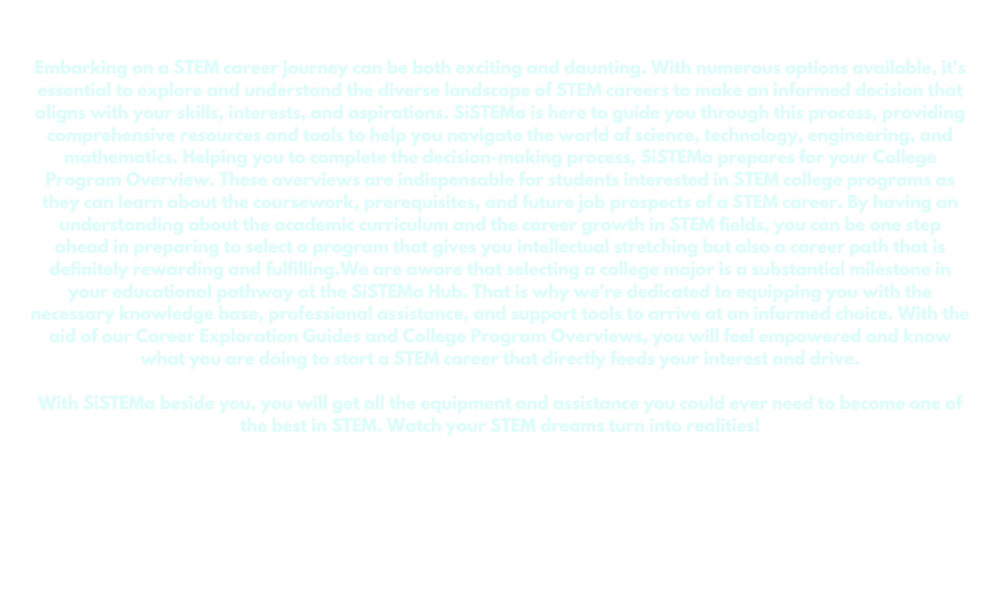 Embarking on a STEM career journey can be both exciting and daunting. With numerous options available, it's
essential to explore and understand the diverse landscape of STEM careers to make an informed decision that
aligns with your skills, interests, and aspirations. SiSTEMa is here to guide you through this process, providing
comprehensive resources and tools to help you navigate the world of science, technology, engineering, and
mathematics. Helping you to complete the decision-making process, SiSTEMa prepares for your College
Program Overview. These overviews are indispensable for students interested in STEM college programs as
they can learn about the coursework, prerequisites, and future job prospects of a STEM career. By having an
understanding about the academic curriculum and the career growth in STEM fields, you can be one step
ahead in preparing to select a program that gives you intellectual stretching but also a career path that is
definitely rewarding and fulfilling.We are aware that selecting a college major is a substantial milestone in
your educational pathway at the SiSTEMa Hub. That is why we're dedicated to equipping you with the
necessary knowledge base, professional assistance, and support tools to arrive at an informed choice. With the
aid of our Career Exploration Guides and College Program Overviews, you will feel empowered and know
what you are doing to start a STEM career that directly feeds your interest and drive.
With SiSTEMa beside you, you will get all the equipment and assistance you could ever need to become one of
the best in STEM. Watch your STEM dreams turn into realities!